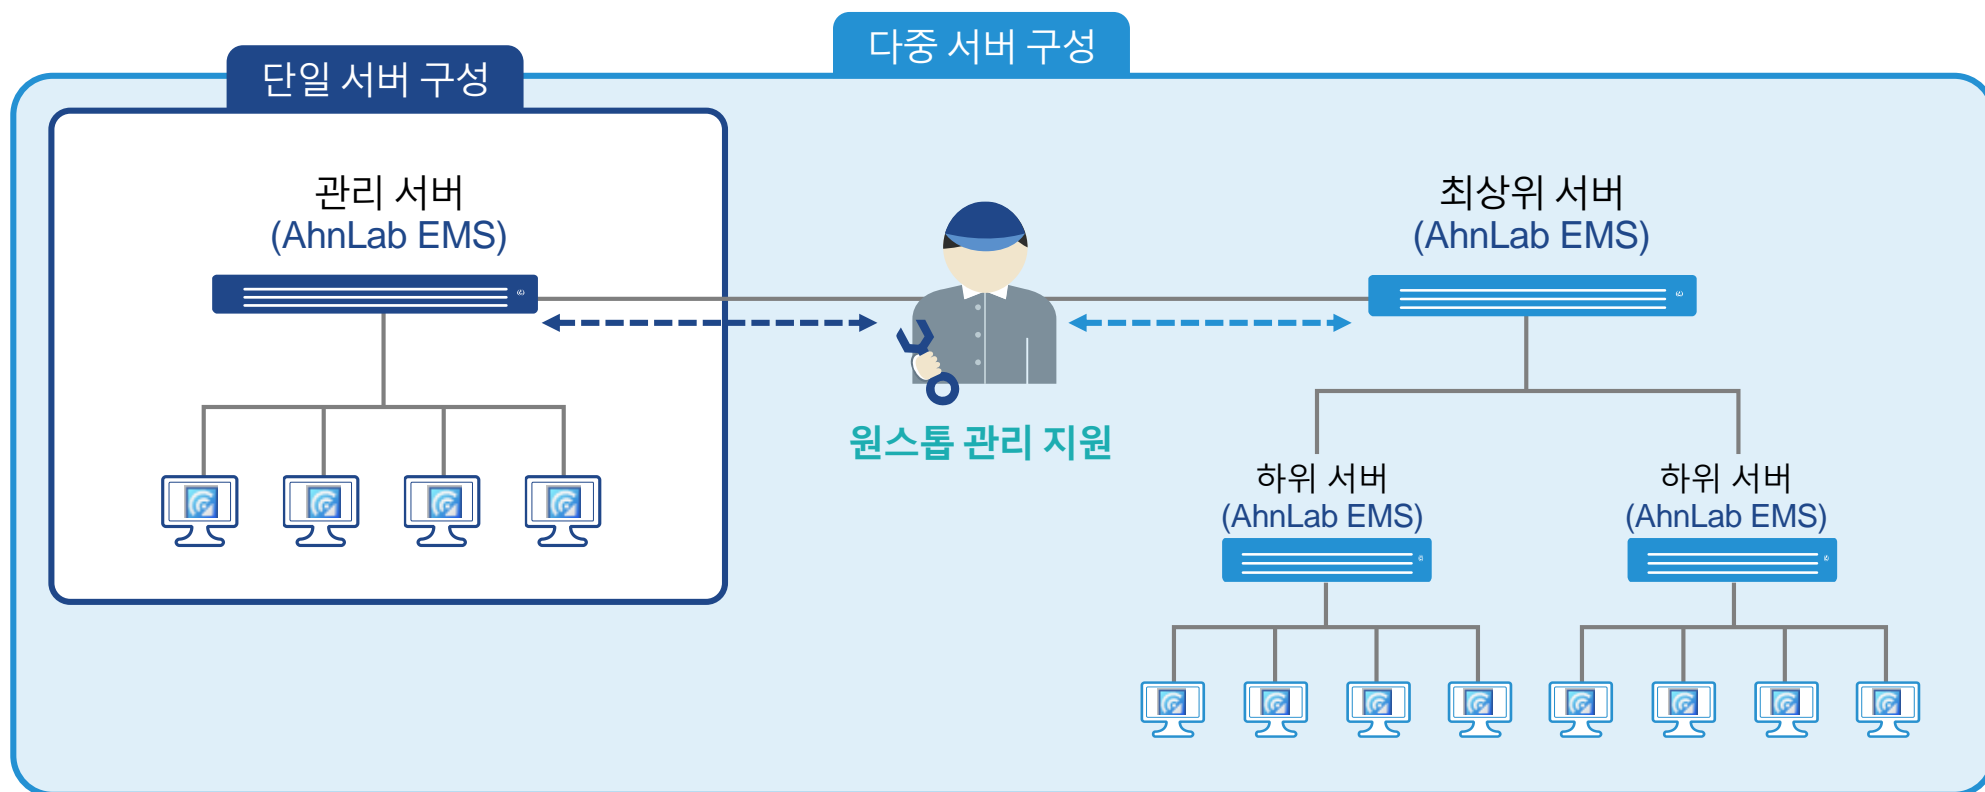 다중 서버 구성
단일 서버 구성
관리 서버
(AhnLab EMS)
최상위 서버
(AhnLab EMS)
원스톱 관리 지원
하위 서버
(AhnLab EMS)
하위 서버
(AhnLab EMS)